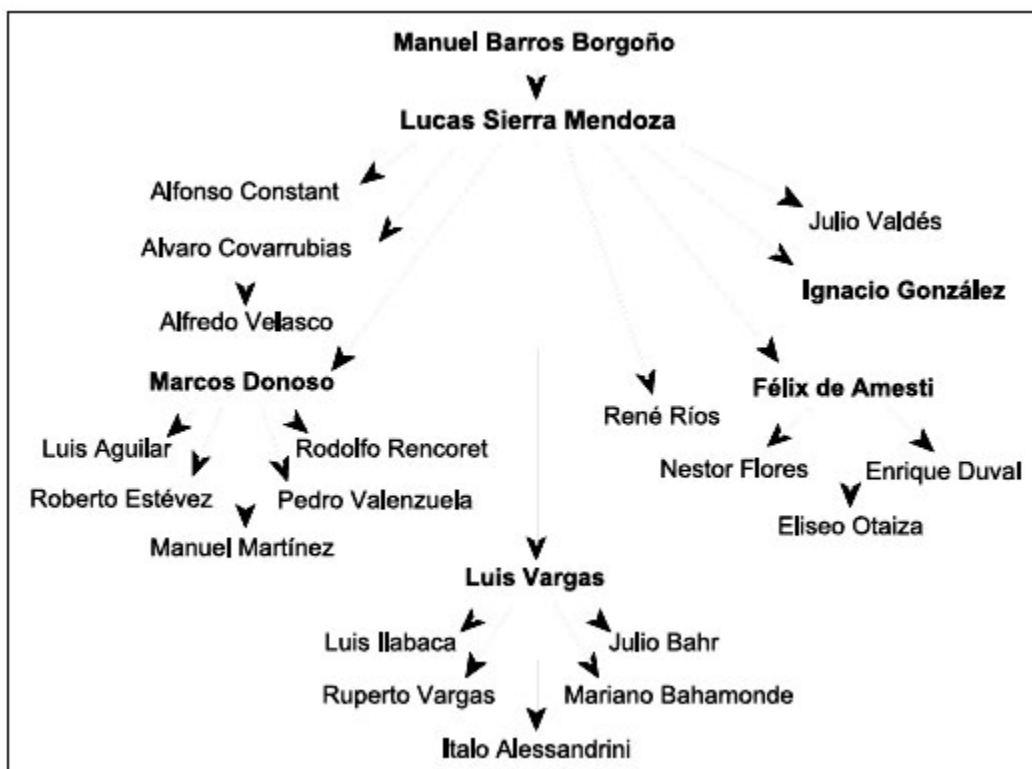 Manuel Barros Borgoño
Lucas Sierra Mendoza
Alfonso Constant
Julio Valdés
Alvaro Covarrubias
Ignacio González
Alfredo Velasco
Marcos Donoso
Félix de Amesti
René Ríos
Luis Aguilar
Rodolfo Rencoret
Nestor Flores
Enrique Duval
Roberto Estévez
Pedro Valenzuela
Eliseo Otaiza
Manuel Martínez
Luis Vargas
Luis Ilabaca
Julio Bahr
Ruperto Vargas
Mariano Bahamonde
Italo Alessandrini